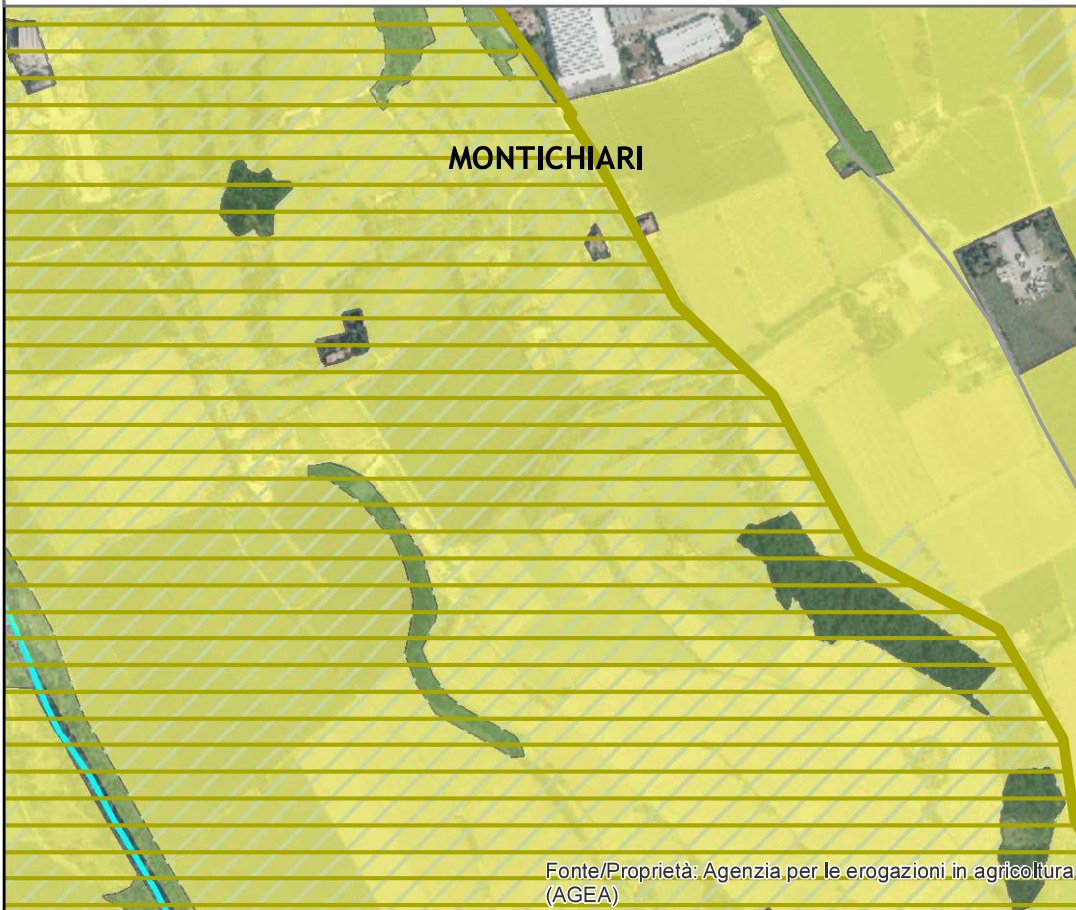 MONTICHIARI
Fonte/Proprietà: Agenzia per le erogazioni in agricoltura
(AGEA)